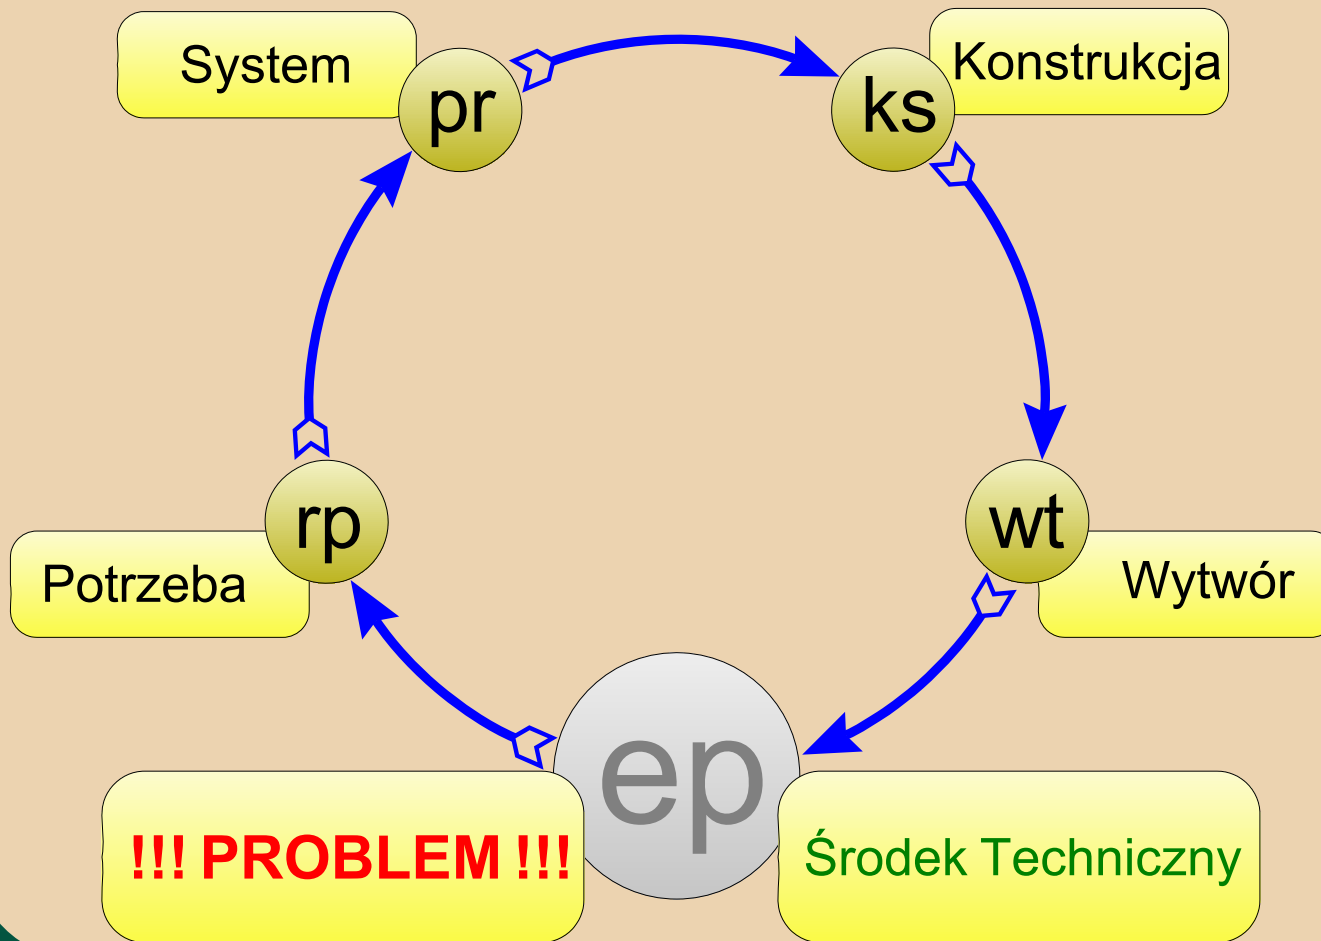 System
pr
ks
Konstrukcja
rp
Potrzeba
wt
Wytwór
ep
!!! PROBLEM !!!
Środek Techniczny